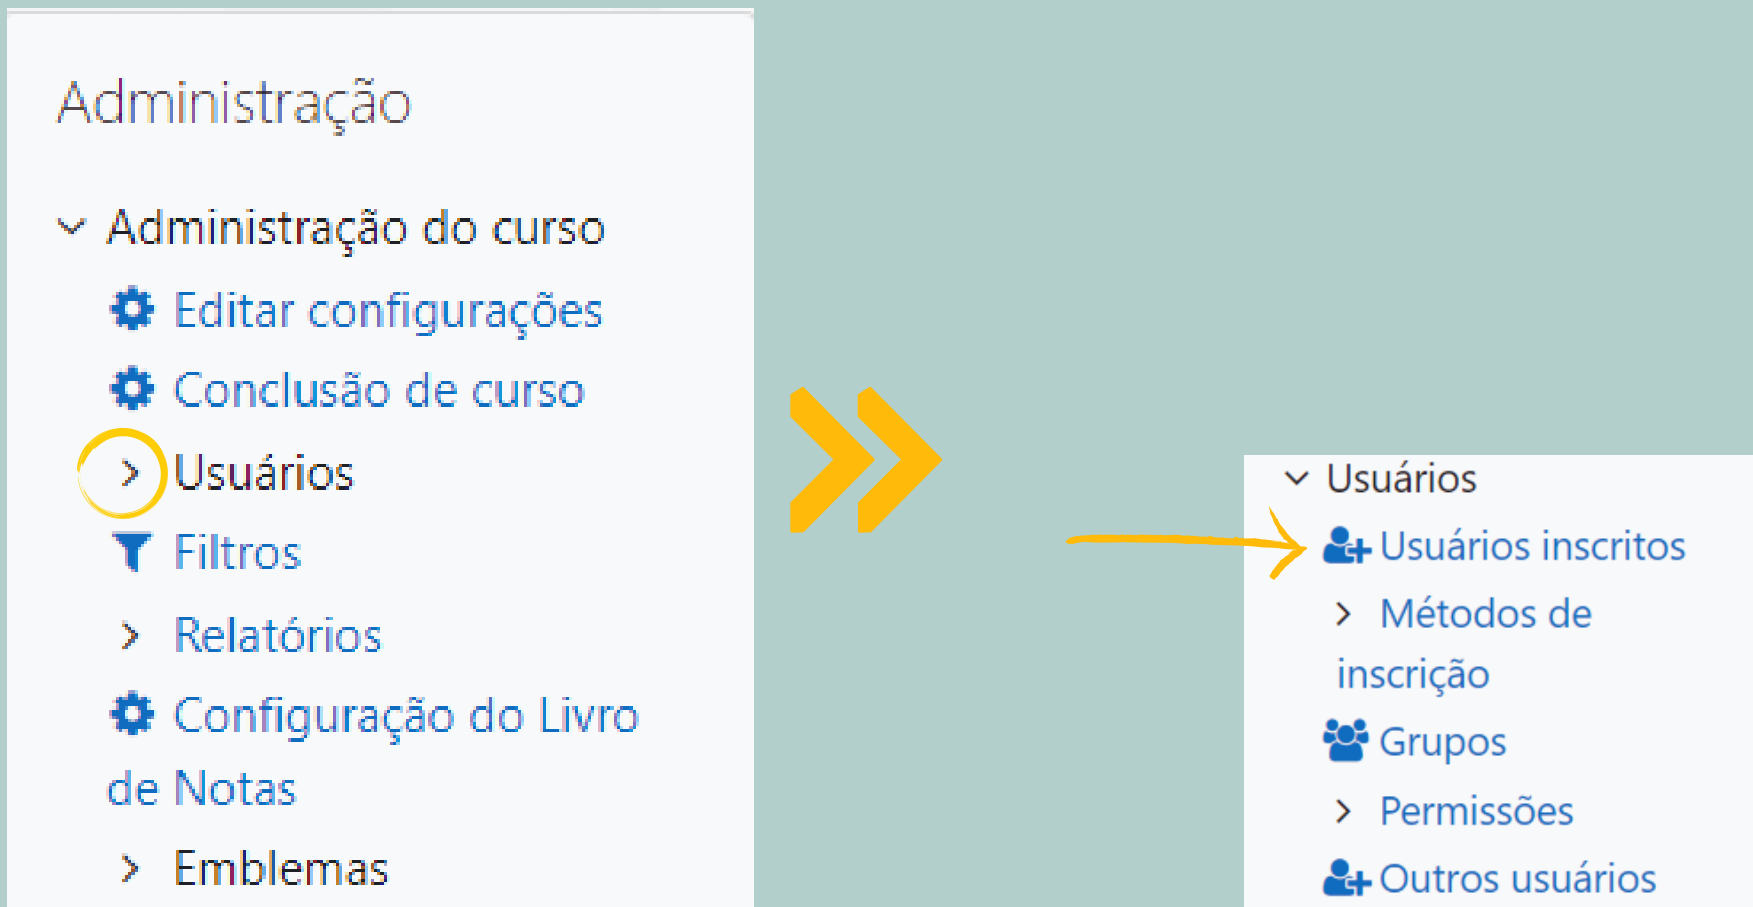 Administração
Administração do curso
Editar configurações
Conclusão de curso
Usuários
Filtros
Relatórios
Configuração do Livro
de Notas
Emblemas
Usuários
Usuários inscritos
Métodos de
inscrição
Grupos
Permissões
Outros usuários